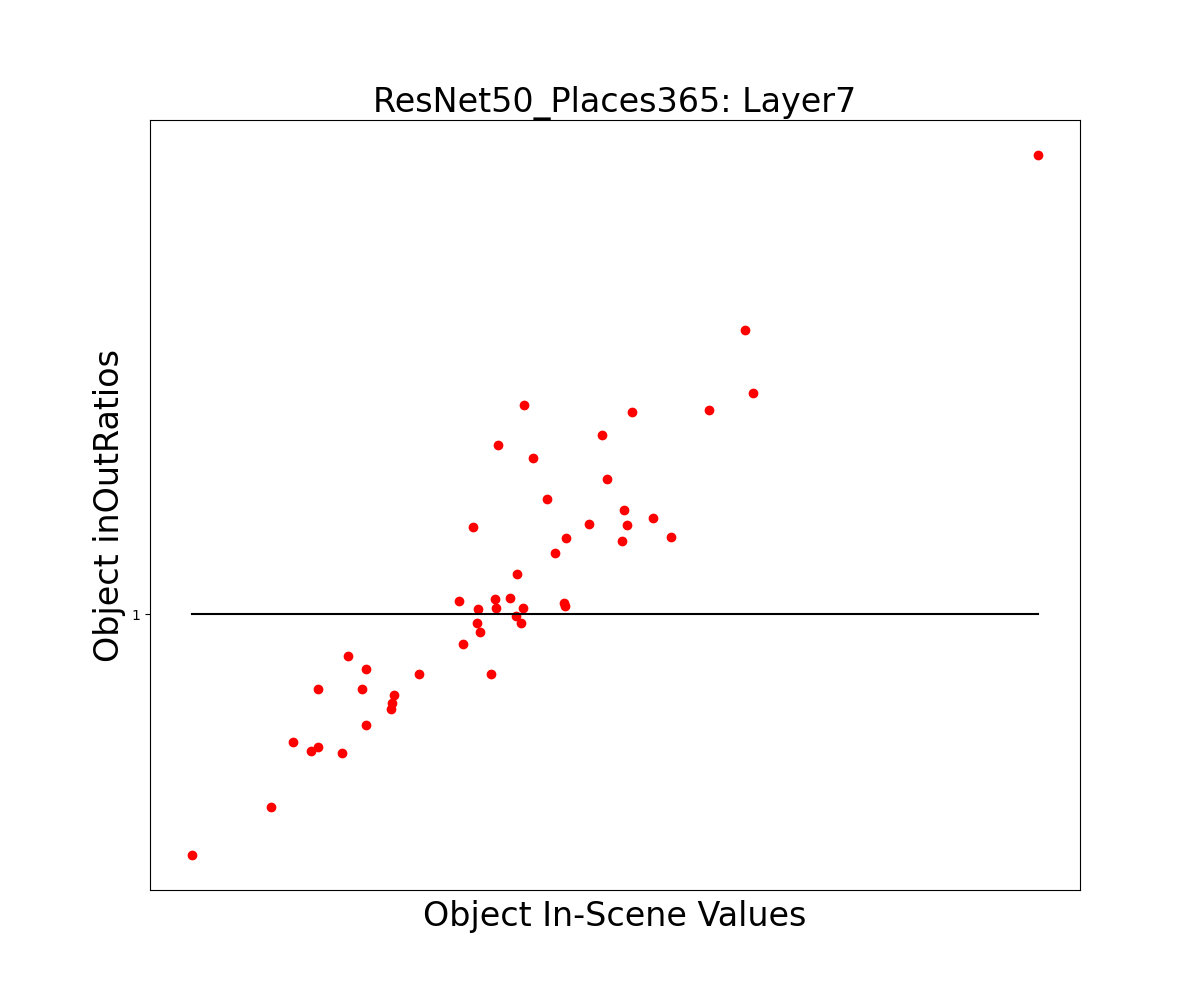 ResNet50_Places365: Layer7
Object inOutRatios
1
Object In-Scene Values